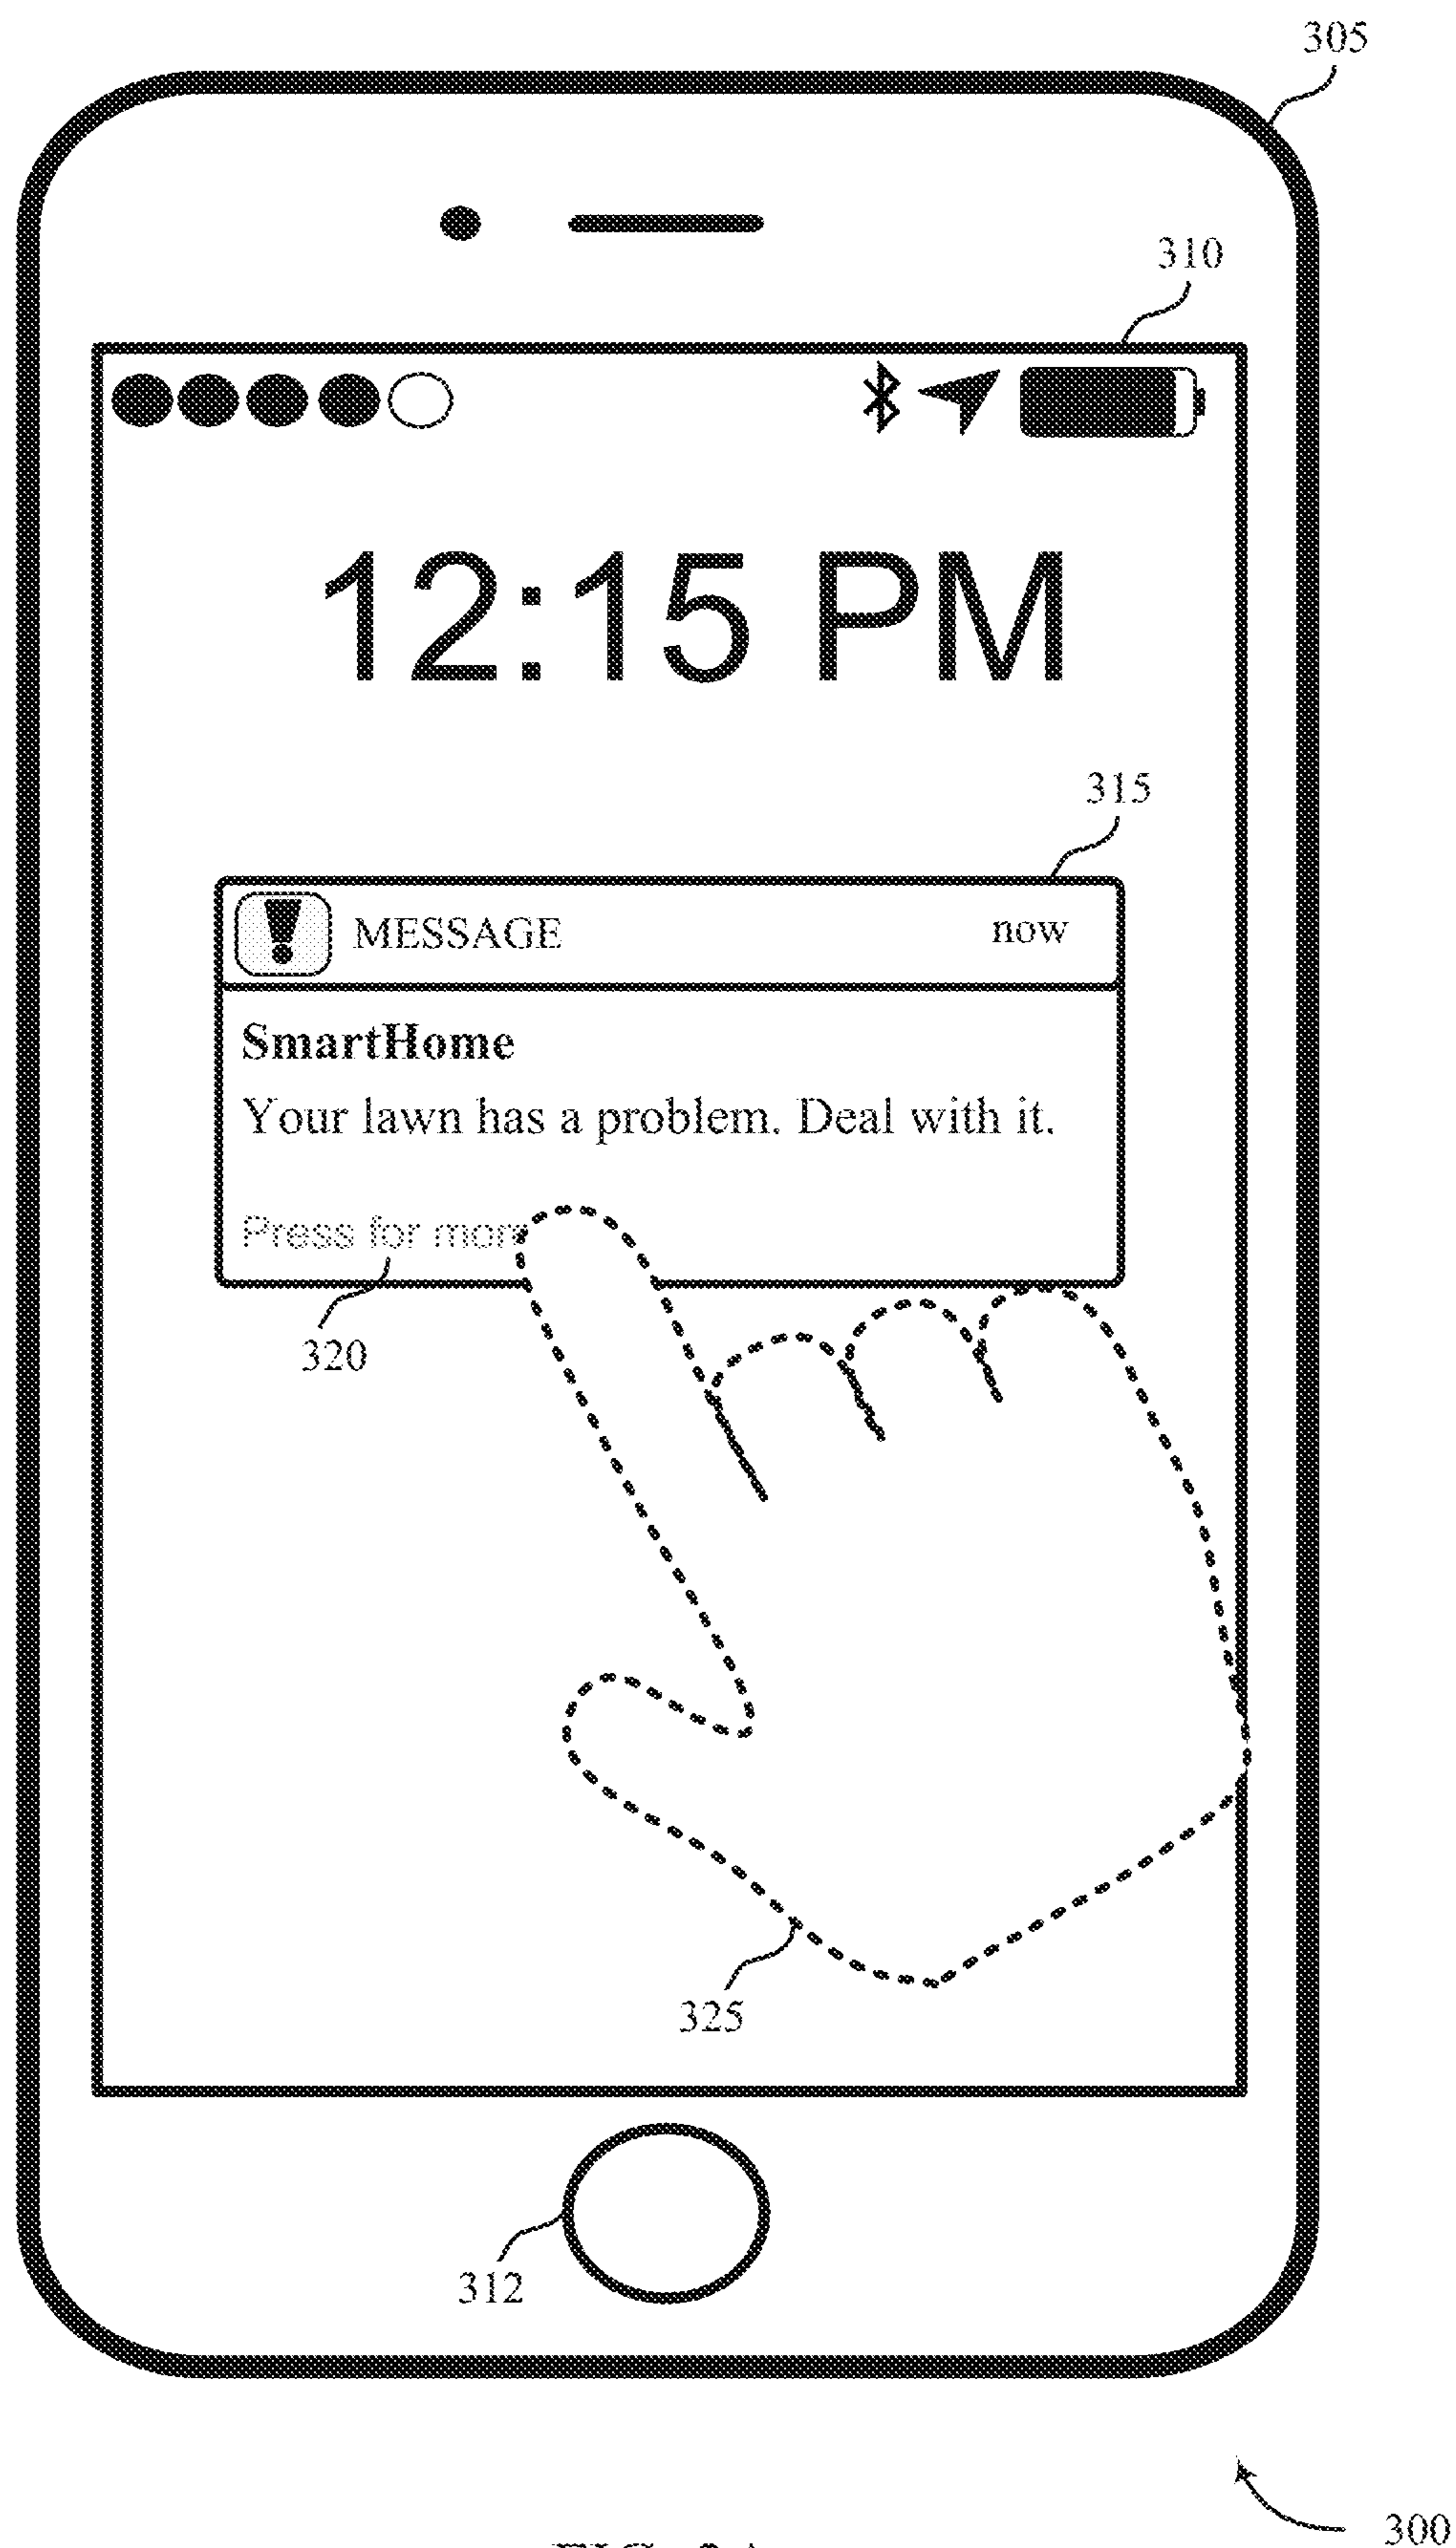 305
310
12:15 PM
315
MESSAGE now
SmartHome
Your lawn has a problem. Deal with it.
Press for more
320
325
312
300